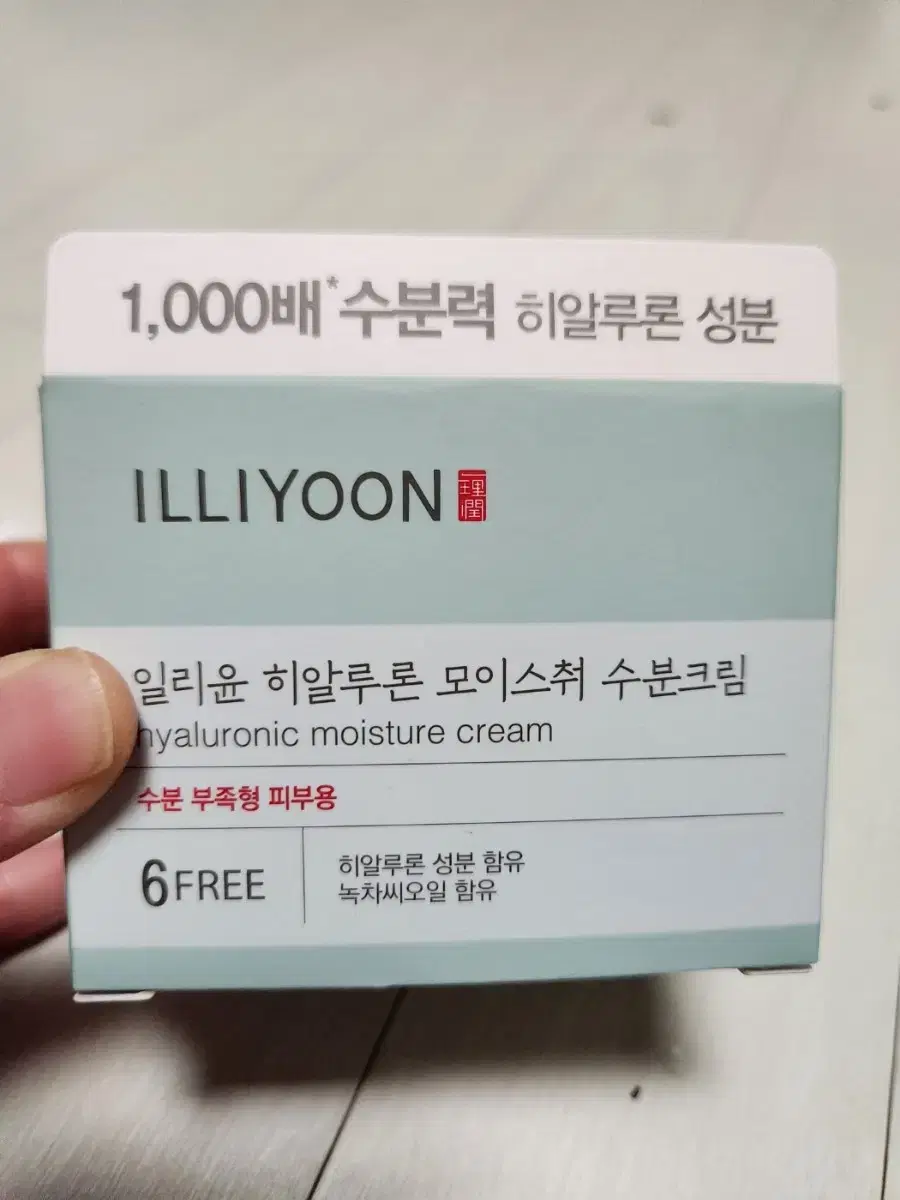 1,000배* 수분력 히알루론 성분
ILLIYOON 一理潤
일리윤 히알루론 모이스춰 수분크림
hyaluronic moisture cream
수분 부족형 피부용
6FREE
히알루론 성분 함유
녹차씨오일 함유